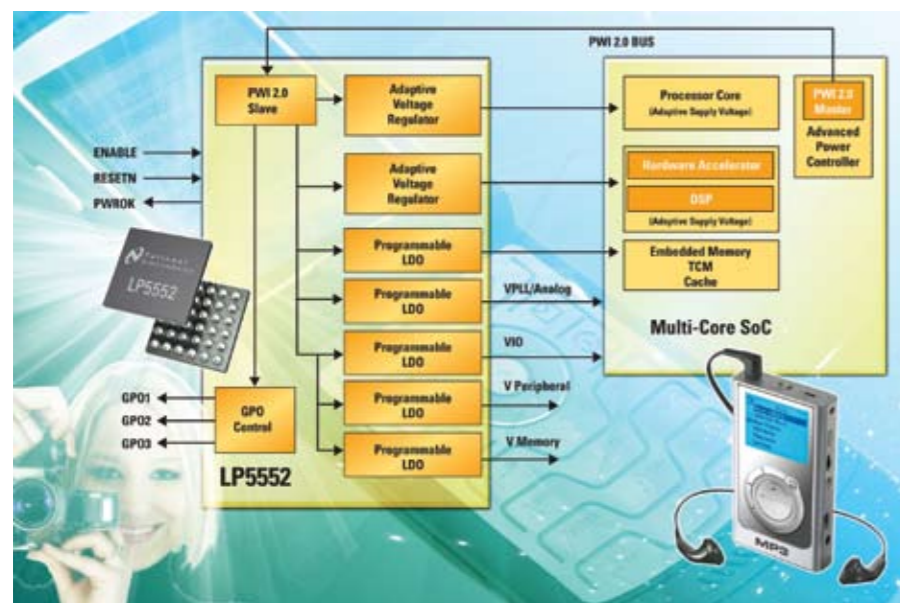 PWI 2.0 BUS
PWI 2.0
Slave
Adaptive
Voltage
Regulator
Processor Core
(Adaptive Supply Voltage)
PWI 2.0
Master
Advanced
Power
Controller
ENABLE
RESETN
PWROK
Adaptive
Voltage
Regulator
Hardware Accelerator
DSP
(Adaptive Supply Voltage)
Programmable
LDO
Embedded Memory
TCM
Cache
National
Semiconductor
LP5552
Programmable
LDO
VPLL/Analog
Multi-Core SoC
Programmable
LDO
VIO
GPO1
GPO2
GPO3
GPO
Control
Programmable
LDO
V Peripheral
Programmable
LDO
V Memory
LP5552
MP3